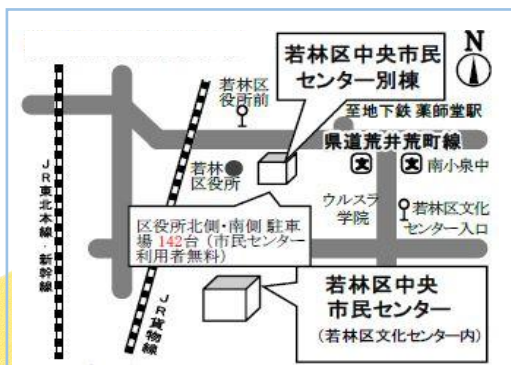 若林区中央市民
センター別棟
N
若林区
役所前
至地下鉄 薬師堂駅
県道荒井荒町線
文
文
南小泉中
若林
区役所
ウルスラ
学院
若林区文化
センター入口
区役所北側・南側 駐車
場 142台（市民センター
利用者無料）
若林区中央
市民センター
（若林区文化センター内）
JR東北本線・新幹線
JR貨物線